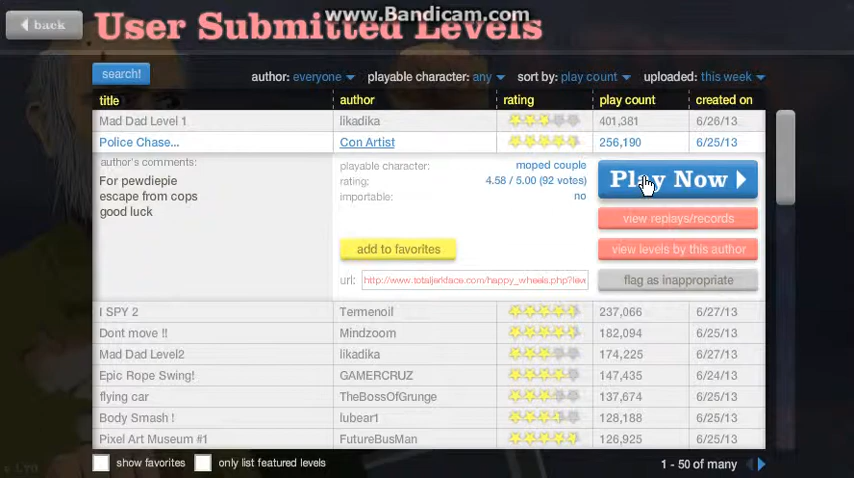 www.Bandicam.com
back
User Submitted Levels
search!
author: everyone playable character: any sort by: play count uploaded: this week
title author rating play count created on
Mad Dad Level 1 likadika 401,381 6/26/13
Police Chase... Con Artist 256,190 6/25/13
author's comments:
For pewdiepie
escape from cops
good luck
playable character: moped couple
rating: 4.58 / 5.00 (92 votes)
importable: no
Play Now
view replays/records
add to favorites
view levels by this author
url: http://www.totaljerkface.com/happy_wheels.php?leve
flag as inappropriate
I SPY 2 Termenoil 237,066 6/27/13
Dont move !! Mindzoom 182,094 6/25/13
Mad Dad Level2 likadika 174,225 6/27/13
Epic Rope Swing! GAMERCRUZ 147,435 6/24/13
flying car TheBossOfGrunge 137,674 6/25/13
Body Smash ! lubear1 128,188 6/25/13
Pixel Art Museum #1 FutureBusMan 126,925 6/25/13
show favorites only list featured levels 1 - 50 of many